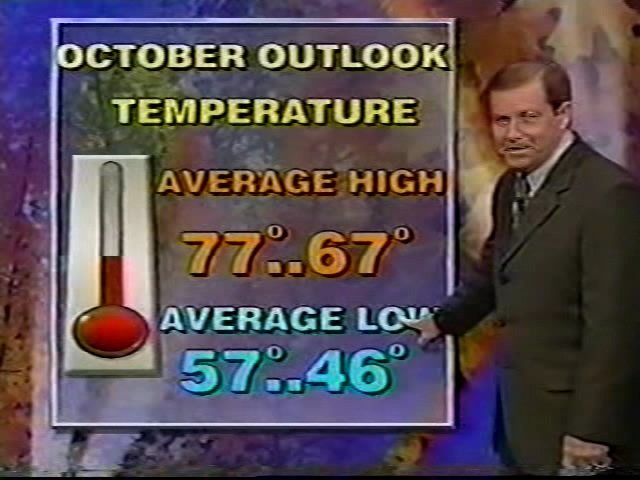 OCTOBER OUTLOOK
TEMPERATURE
AVERAGE HIGH
77°..67°
AVERAGE LOW
57°..46°